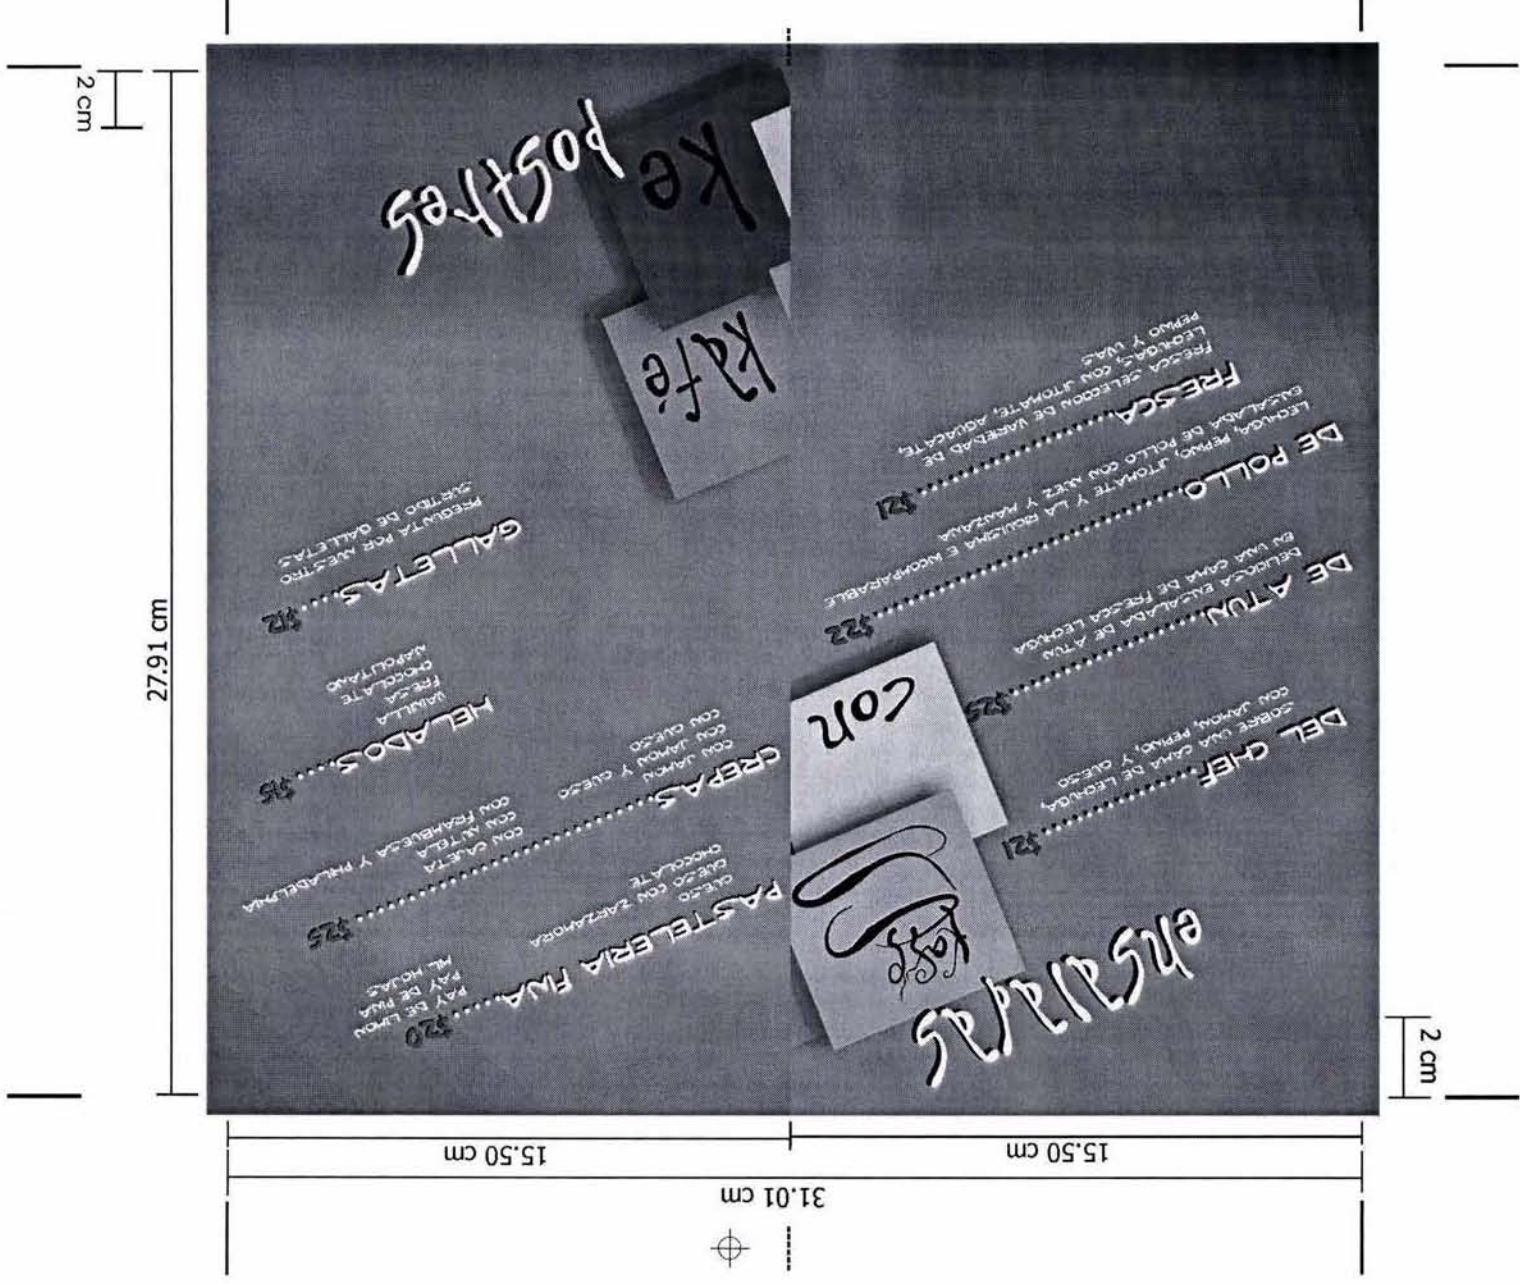 31.01 cm
15.50 cm
15.50 cm
2 cm
2 cm
27.91 cm
ensaladas
DEL CHEF............$21
SOBRE UNA CAMA DE LECHUGA,
CON JAMON, PEPINO, Y QUESO
DE ATUN....................$25
DELICIOSA ENSALADA DE ATUN
EN UNA CAMA DE FRESCA LECHUGA
DE POLLO..............................$22
LECHUGA, PEPINO, JITOMATE Y LA RIQUISIMA E INCOMPARABLE
ENSALADA DE POLLO CON NUEZ Y MANZANA
FRESCA....................$21
FRESCA SELECCION DE VARIEDAD DE
LECHUGAS, CON JITOMATE, AGUACATE,
PEPINO Y UVAS
con
PASTELERIA FINA.....$20
QUESO
QUESO CON ZARZAMORA
CHOCOLATE
PAY DE LIMON
PAY DE PIÑA
MIL HOJAS
CREPAS..............................$25
CON JAMON
CON JAMON Y QUESO
CON QUESO
CON CAJETA
CON NUTELA
CON FRAMBUESA Y PHILADELPHIA
HELADOS.....$15
VAINILLA
FRESA
CHOCOLATE
NAPOLITANO
GALLETAS.....$12
PREGUNTA POR NUESTRO
SURTIDO DE GALLETAS
kafé
ke
postres